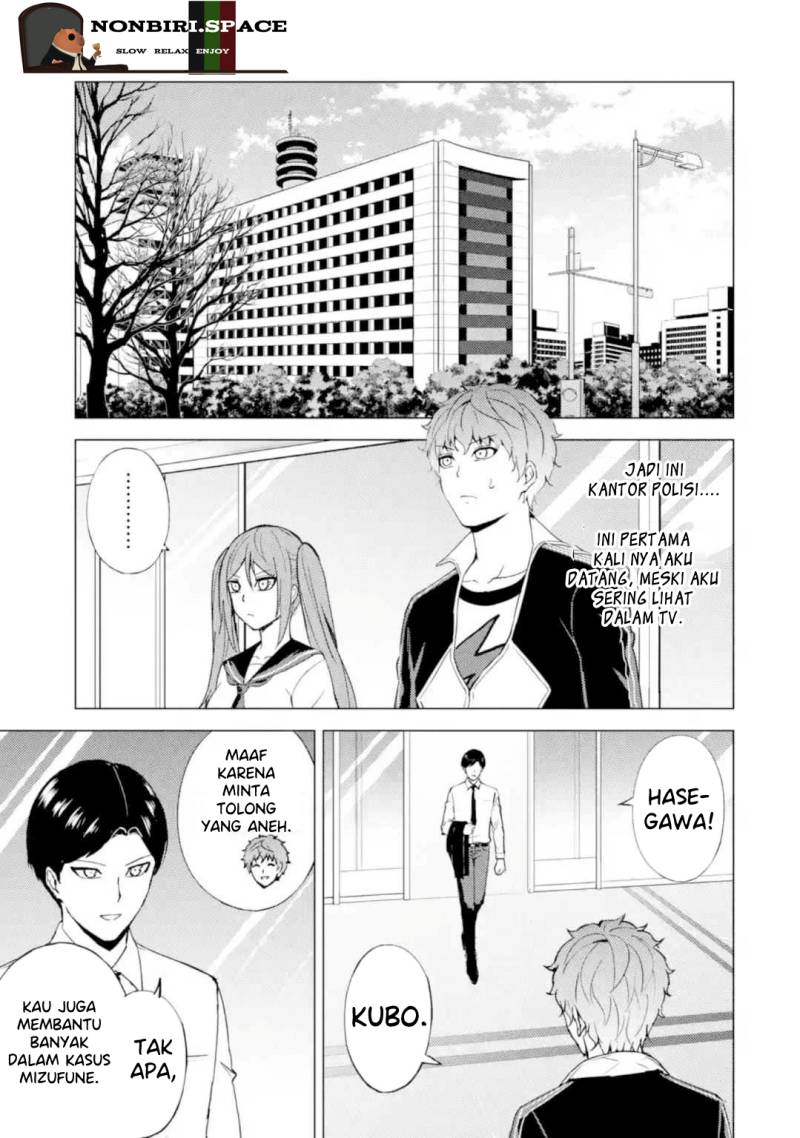 NONBIRI.SPACE
SLOW RELAX ENJOY
.........
JADI INI
KANTOR POLISI....
INI PERTAMA
KALI NYA AKU
DATANG, MESKI AKU
SERING LIHAT
DALAM TV.
HASE-
GAWA!
KUBO.
MAAF
KARENA
MINTA
TOLONG
YANG ANEH.
TAK
APA,
KAU JUGA
MEMBANTU
BANYAK
DALAM KASUS
MIZUFUNE.